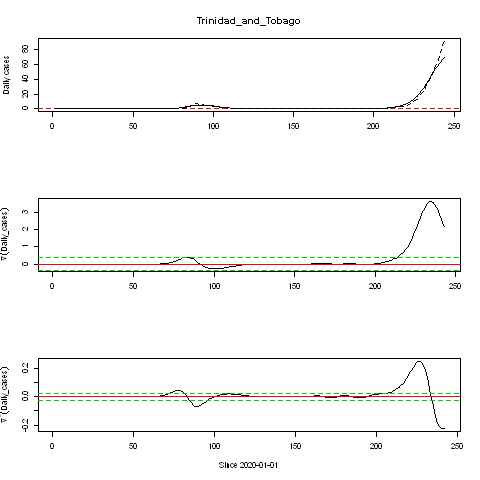 Trinidad_and_Tobago
Daily cases
0 20 40 60 80
0 50 100 150 200 250
∇(Daily_cases)
0 1 2 3
0 50 100 150 200 250
∇'(Daily_cases)
-0.2 0.0 0.2
0 50 100 150 200 250
Since 2020-01-01